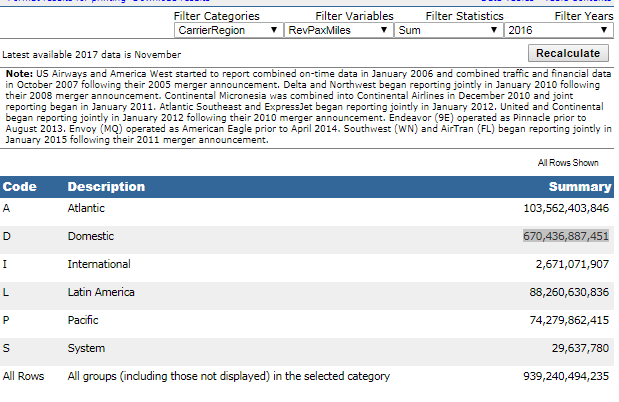 Filter Categories Filter Variables Filter Statistics Filter Years
CarrierRegion RevPaxMiles Sum 2016
Latest available 2017 data is November Recalculate
Note: US Airways and America West started to report combined on-time data in January 2006 and combined traffic and financial data
in October 2007 following their 2005 merger announcement. Delta and Northwest began reporting jointly in January 2010 following
their 2008 merger announcement. Continental Micronesia was combined into Continental Airlines in December 2010 and joint
reporting began in January 2011. Atlantic Southeast and ExpressJet began reporting jointly in January 2012. United and Continental
began reporting jointly in January 2012 following their 2010 merger announcement. Endeavor (9E) operated as Pinnacle prior to
August 2013. Envoy (MQ) operated as American Eagle prior to April 2014. Southwest (WN) and AirTran (FL) began reporting jointly in
January 2015 following their 2011 merger announcement.
All Rows Shown
Code Description Summary
A Atlantic 103,562,403,846
D Domestic 670,436,887,451
I International 2,671,071,907
L Latin America 88,260,630,836
P Pacific 74,279,862,415
S System 29,637,780
All Rows All groups (including those not displayed) in the selected category 939,240,494,235